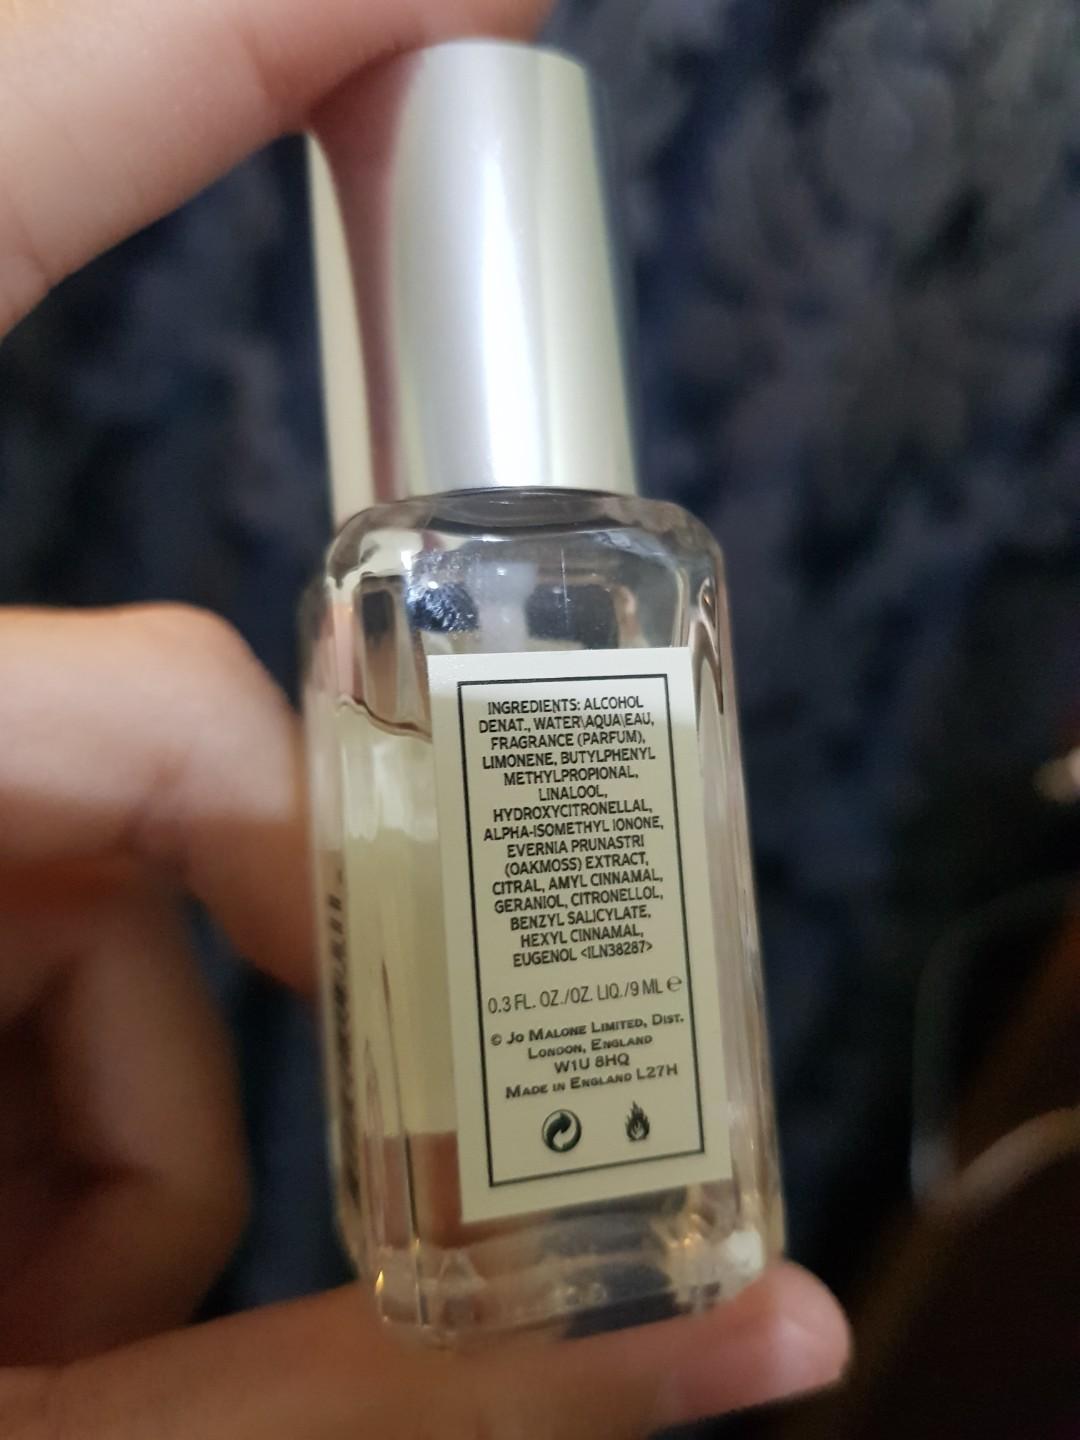 INGREDIENTS: ALCOHOL
DENAT., WATER\AQUA\EAU,
FRAGRANCE (PARFUM),
LIMONENE, BUTYLPHENYL
METHYLPROPIONAL,
LINALOOL,
HYDROXYCITRONELLAL,
ALPHA-ISOMETHYL IONONE,
EVERNIA PRUNASTRI
(OAKMOSS) EXTRACT,
CITRAL, AMYL CINNAMAL,
GERANIOL, CITRONELLOL,
BENZYL SALICYLATE,
HEXYL CINNAMAL,
EUGENOL <ILN38287>
0.3 FL. OZ./OZ. LIQ./9 ML ℮
© JO MALONE LIMITED, DIST.
LONDON, ENGLAND
W1U 8HQ
MADE IN ENGLAND L27H